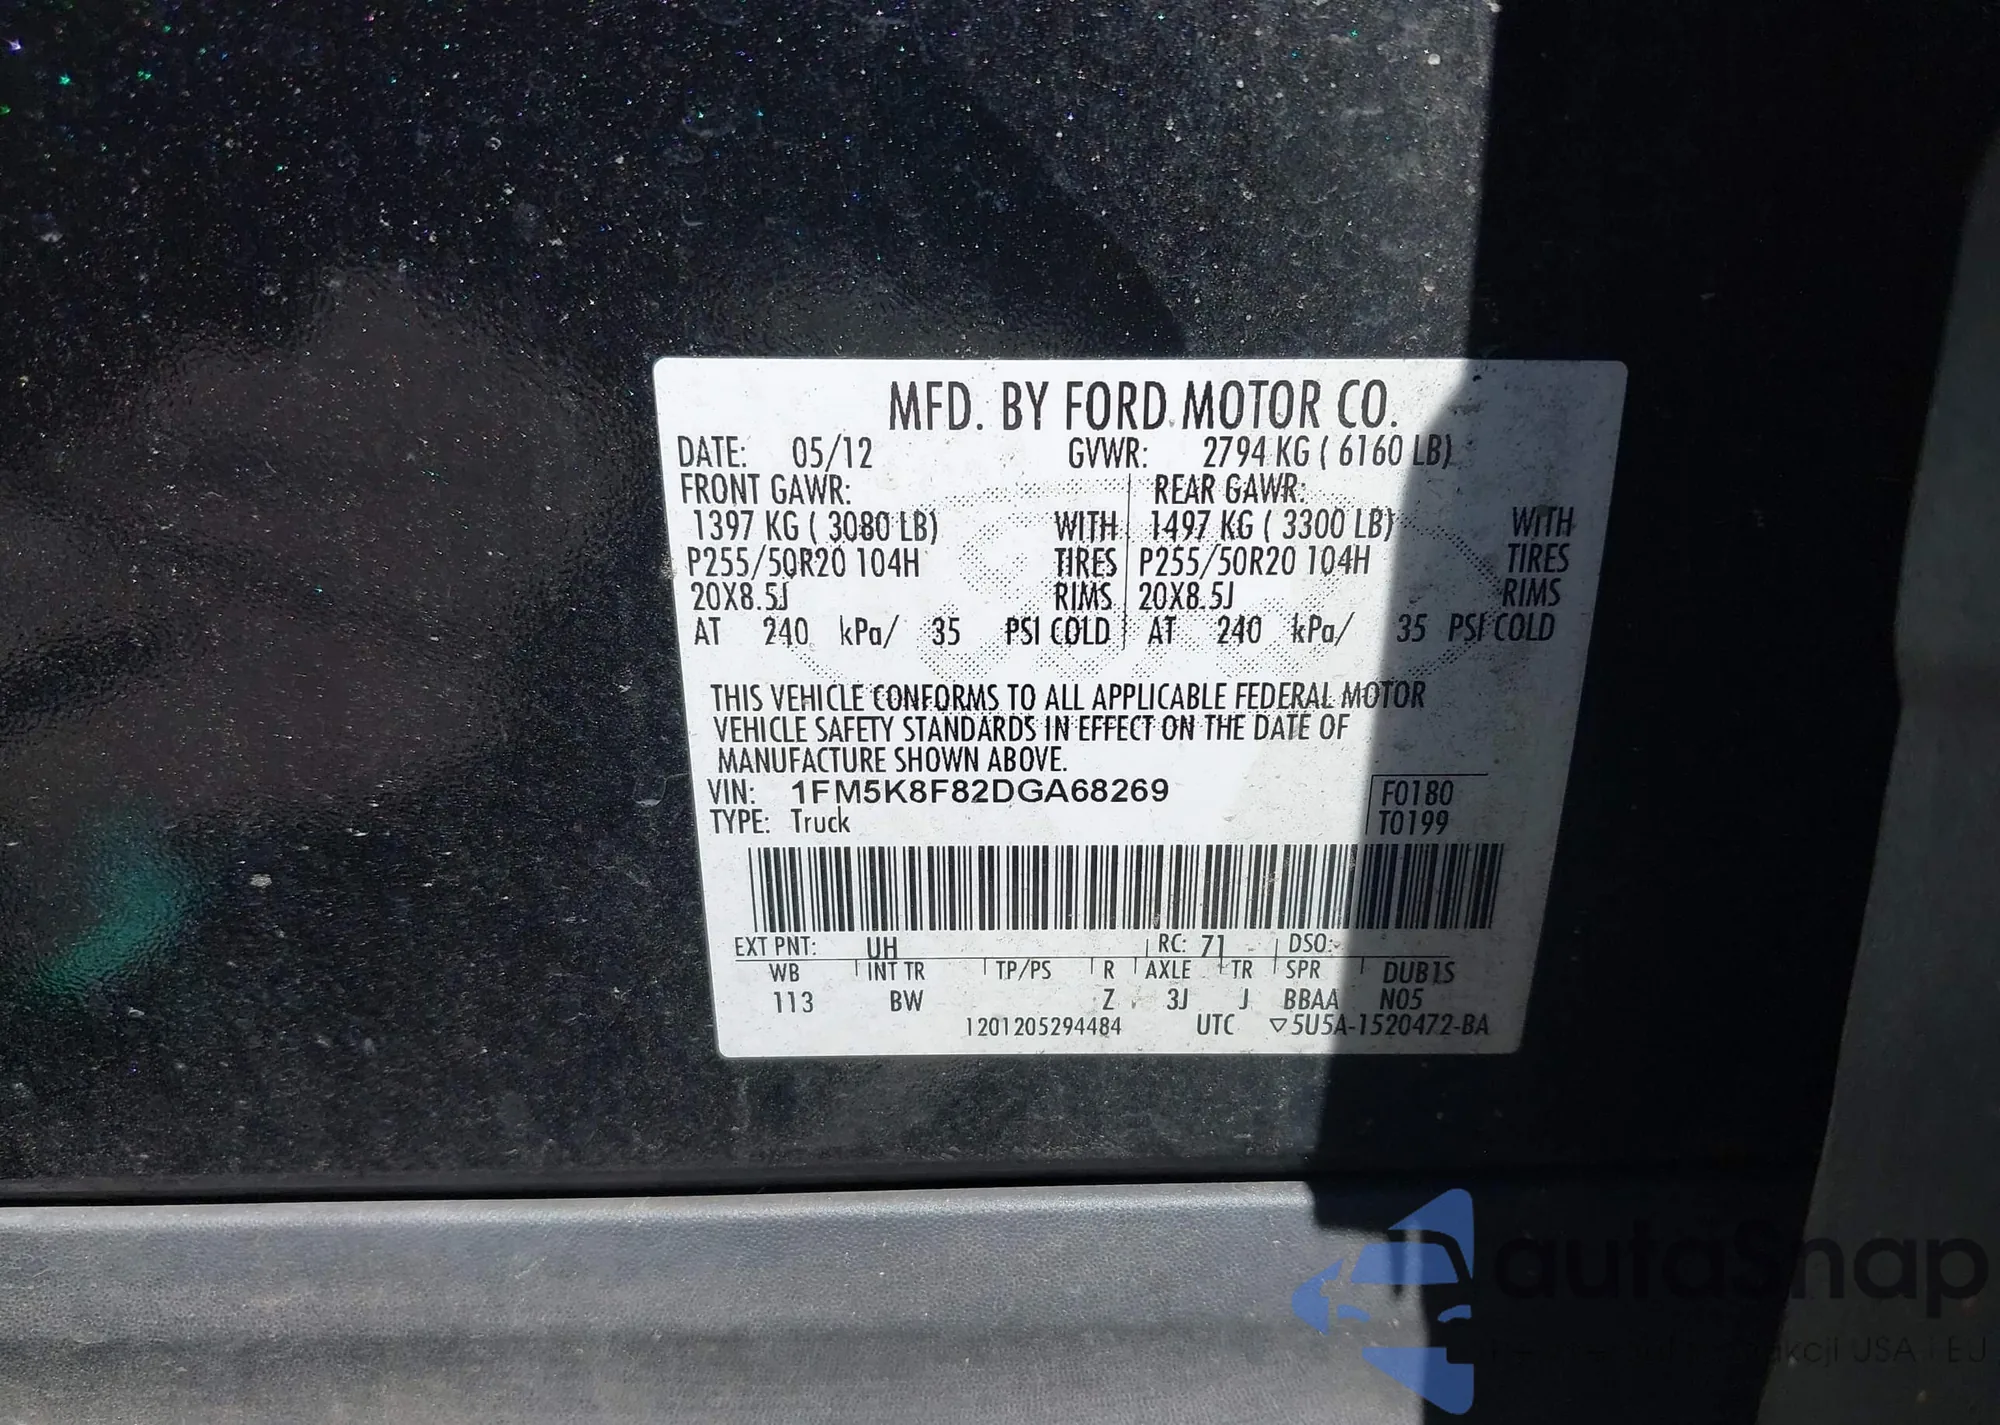 MFD. BY FORD MOTOR CO.
DATE: 05/12 GVWR: 2794 KG ( 6160 LB)
FRONT GAWR: REAR GAWR:
1397 KG ( 3080 LB) WITH 1497 KG ( 3300 LB) WITH
P255/50R20 104H TIRES P255/50R20 104H TIRES
20X8.5J RIMS 20X8.5J RIMS
AT 240 kPa/ 35 PSI COLD AT 240 kPa/ 35 PSI COLD
THIS VEHICLE CONFORMS TO ALL APPLICABLE FEDERAL MOTOR
VEHICLE SAFETY STANDARDS IN EFFECT ON THE DATE OF
MANUFACTURE SHOWN ABOVE.
VIN: 1FM5K8F82DGA68269 F0180
TYPE: Truck T0199
EXT PNT: UH RC: 71 DSO:
WB INT TR TP/PS R AXLE TR SPR DUB1S
113 BW Z 3J J BBAA N05
1201205294484 UTC ▽5U5A-1520472-BA
autaSnap
USA i EU